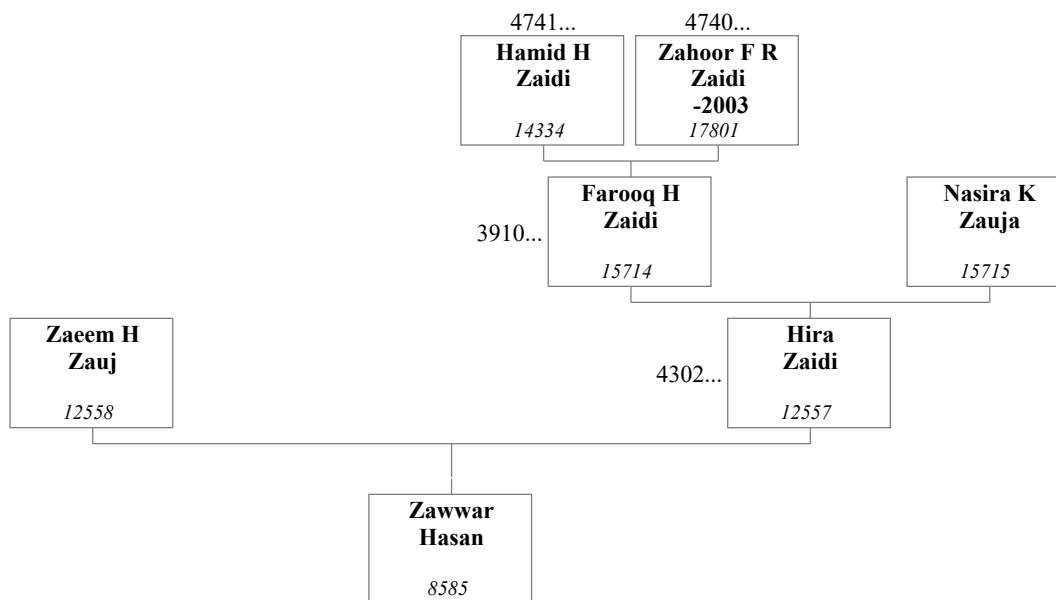 4741...
4740...
Hamid H
Zaidi
14334
Zahoor F R
Zaidi
-2003
17801
3910...
Farooq H
Zaidi
15714
Nasira K
Zauja
15715
Zaeem H
Zauj
12558
4302...
Hira
Zaidi
12557
Zawwar
Hasan
8585